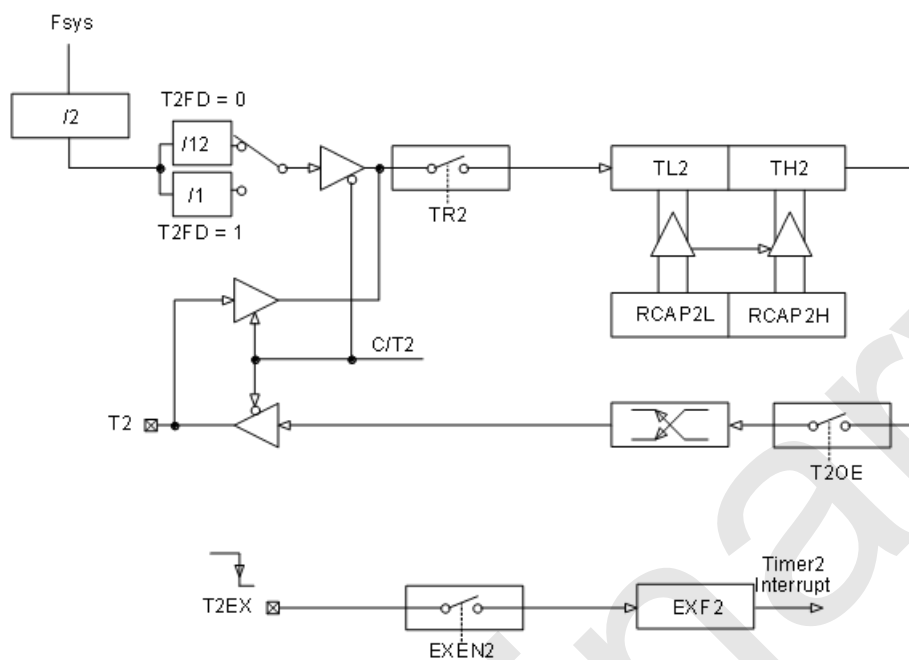 Fsys
/2
T2FD = 0
/12
/1
T2FD = 1
TR2
TL2
TH2
RCAP2L
RCAP2H
C/T2
T2
T2OE
T2EX
EXEN2
EXF2
Timer2
Interrupt